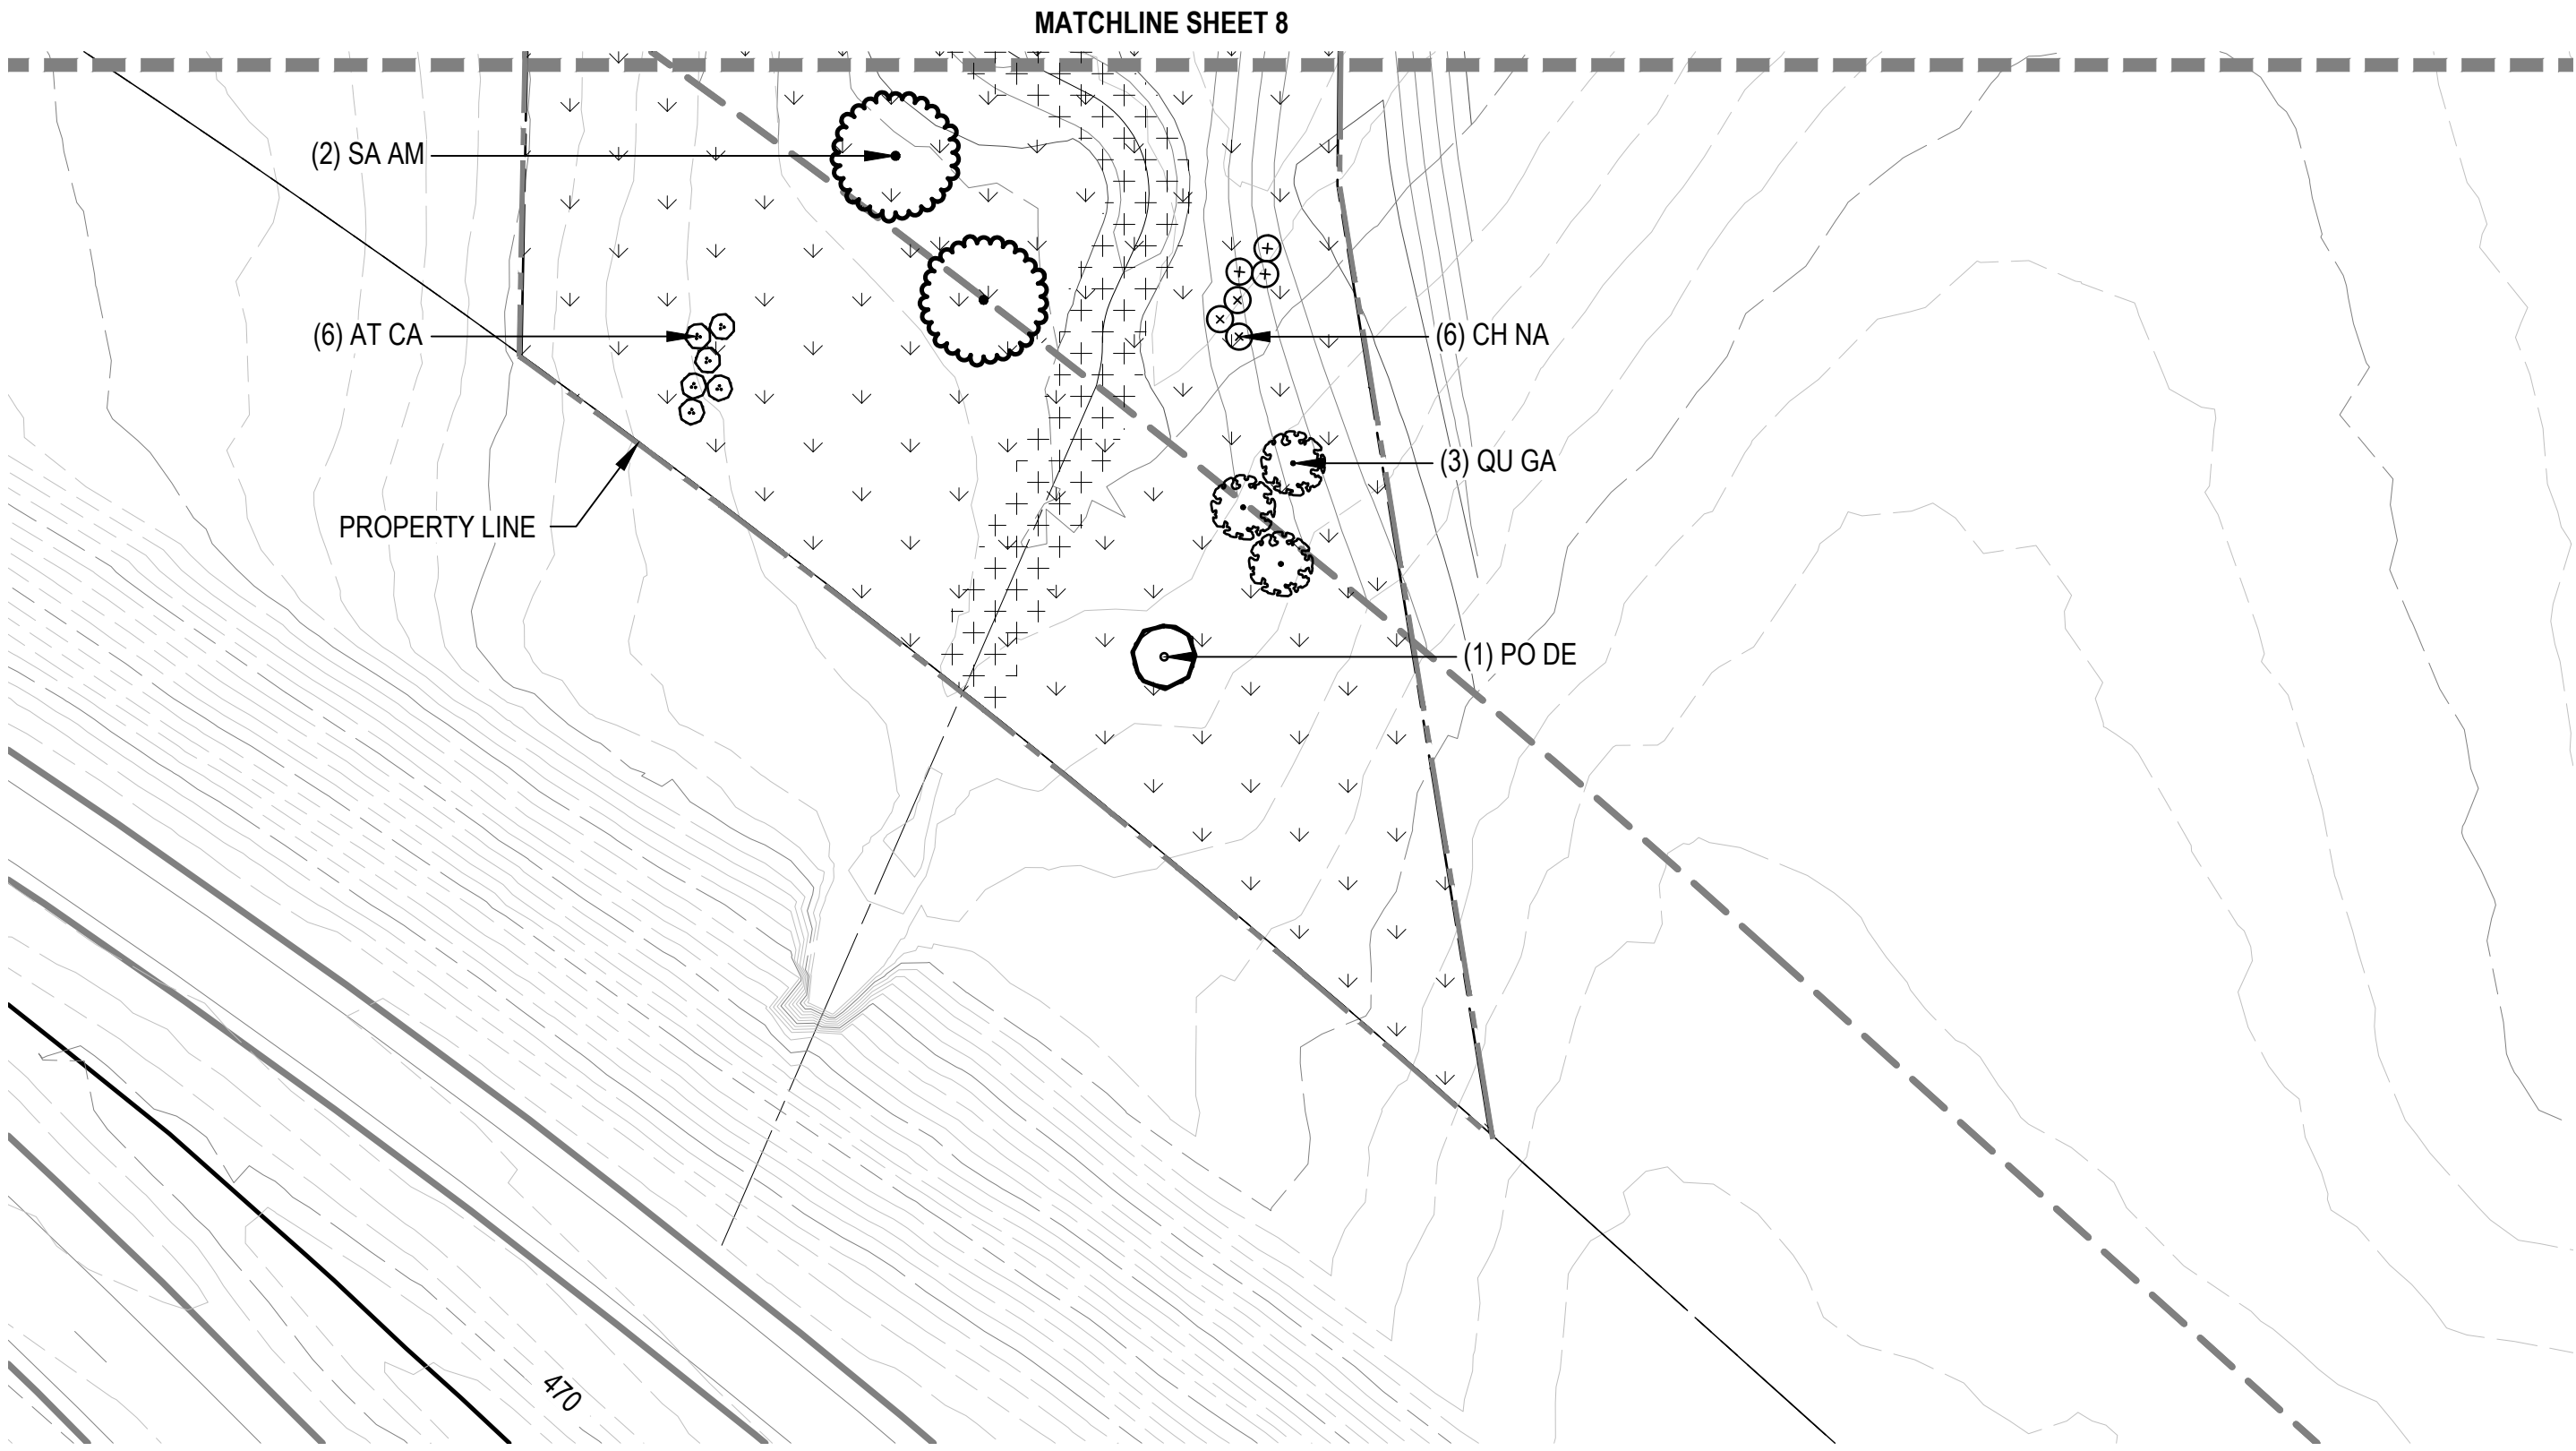 MATCHLINE SHEET 8
(2) SA AM
(6) AT CA
(6) CH NA
(3) QU GA
PROPERTY LINE
(1) PO DE
470